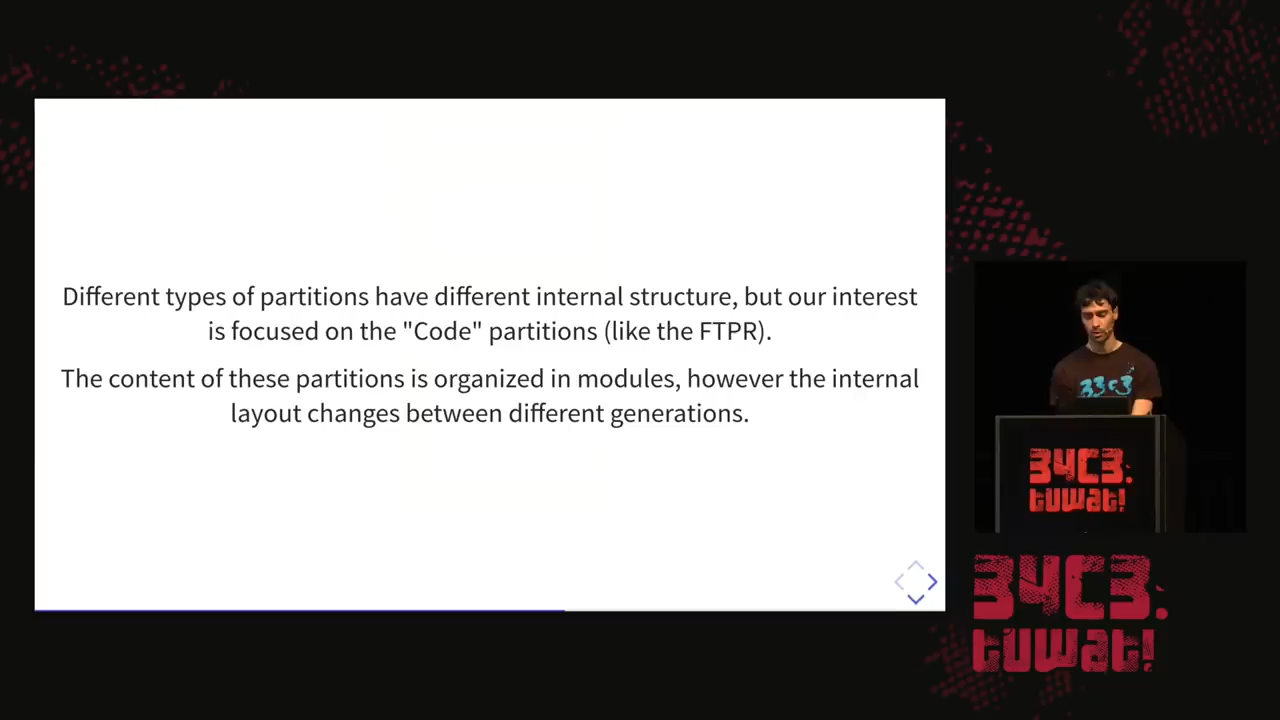 Different types of partitions have different internal structure, but our interest
is focused on the "Code" partitions (like the FTPR).
The content of these partitions is organized in modules, however the internal
layout changes between different generations.
33c3
34C3.
tuwat!
34C3.
tuwat!